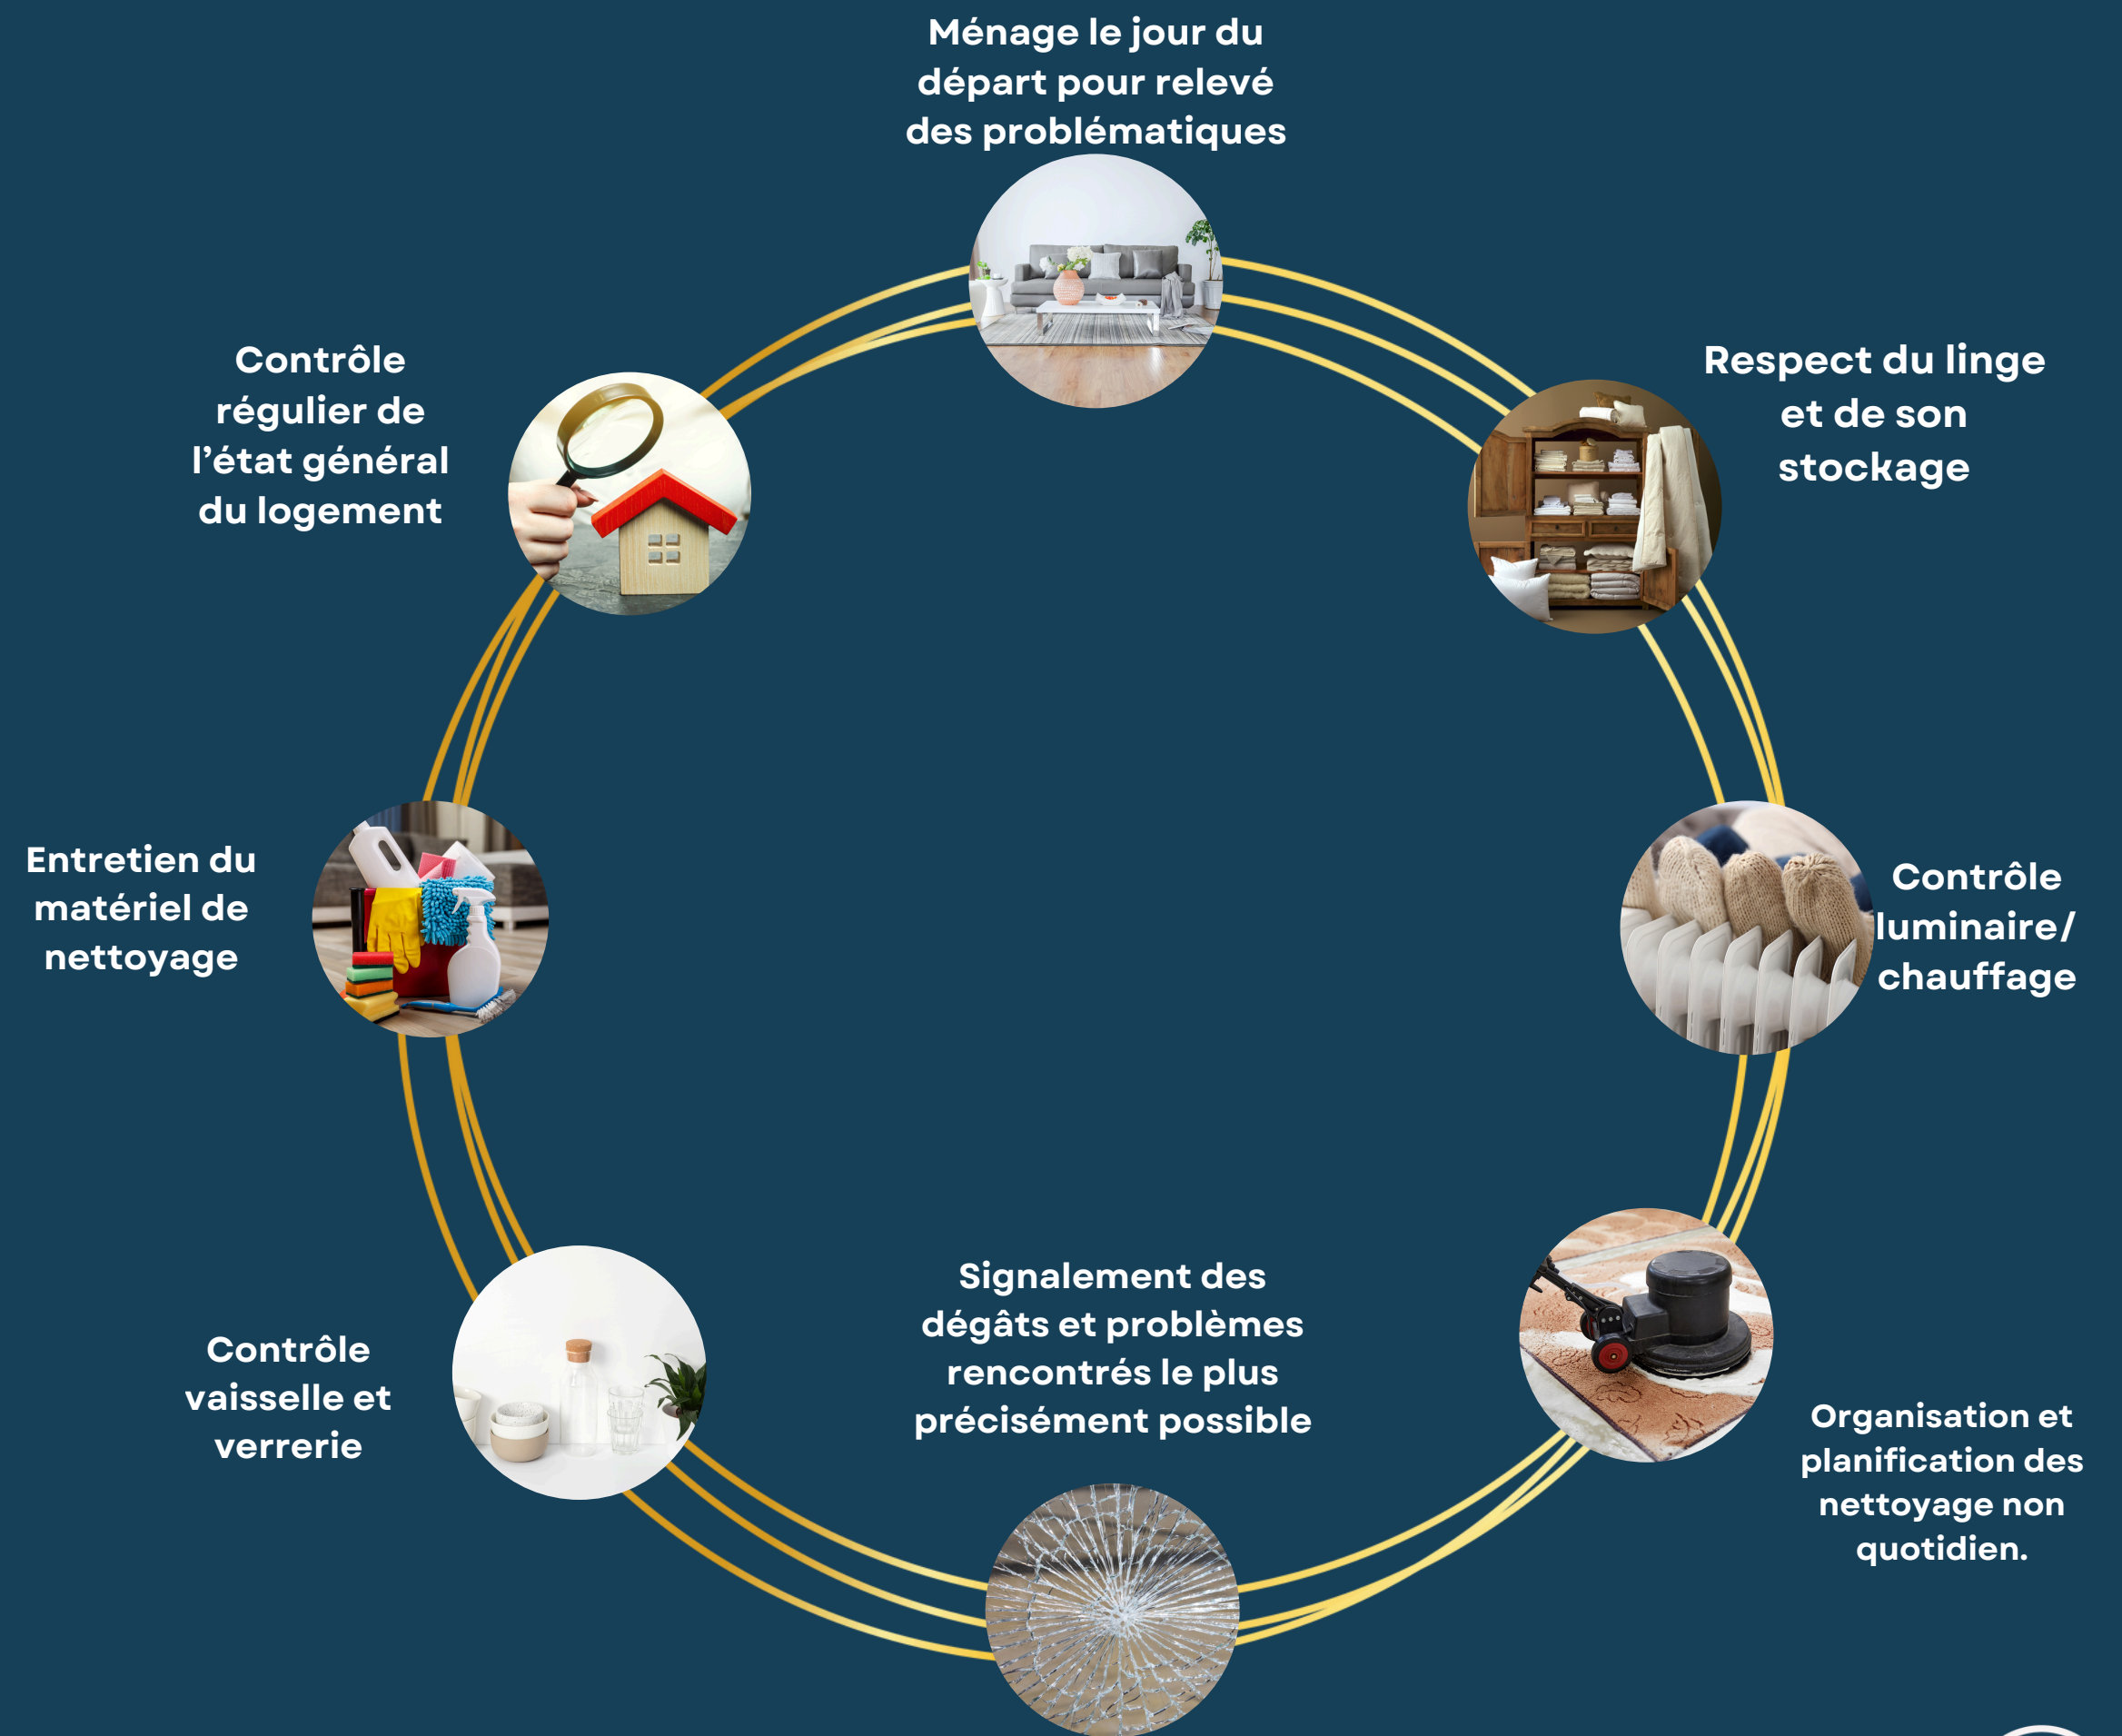 Ménage le jour du
départ pour relevé
des problématiques
Respect du linge
et de son
stockage
Contrôle
luminaire/
chauffage
Organisation et
planification des
nettoyage non
quotidien.
Signalement des
dégâts et problèmes
rencontrés le plus
précisément possible
Contrôle
vaisselle et
verrerie
Entretien du
matériel de
nettoyage
Contrôle
régulier de
l’état général
du logement